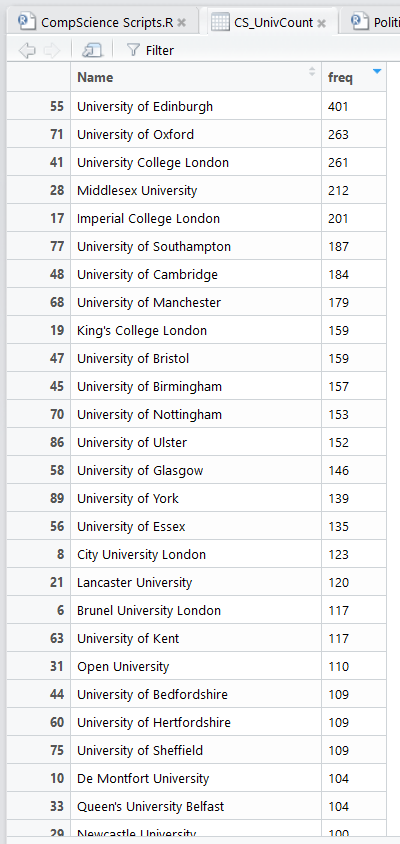 CompScience Scripts.R CS_UnivCount Politi
Filter
Name freq
55 University of Edinburgh 401
71 University of Oxford 263
41 University College London 261
28 Middlesex University 212
17 Imperial College London 201
77 University of Southampton 187
48 University of Cambridge 184
68 University of Manchester 179
19 King's College London 159
47 University of Bristol 159
45 University of Birmingham 157
70 University of Nottingham 153
86 University of Ulster 152
58 University of Glasgow 146
89 University of York 139
56 University of Essex 135
8 City University London 123
21 Lancaster University 120
6 Brunel University London 117
63 University of Kent 117
31 Open University 110
44 University of Bedfordshire 109
60 University of Hertfordshire 109
75 University of Sheffield 109
10 De Montfort University 104
33 Queen's University Belfast 104
29 Newcastle University 100